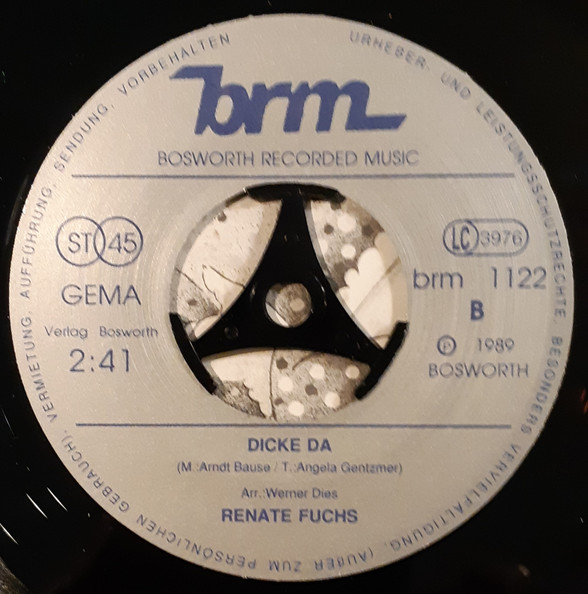 URHEBER- UND LEISTUNGSSCHUTZRECHTE, BESONDERS VERVIELFÄLTIGUNG, (AUßER ZUM PERSÖNLICHEN GEBRAUCH), VERMIETUNG, AUFFÜHRUNG, SENDUNG, VORBEHALTEN
brm
BOSWORTH RECORDED MUSIC
ST 45
LC 3976
GEMA
brm 1122
B
Verlag Bosworth
2:41
℗ 1989
BOSWORTH
DICKE DA
(M.:Arndt Bause / T.:Angela Gentzmer)
Arr.:Werner Dies
RENATE FUCHS